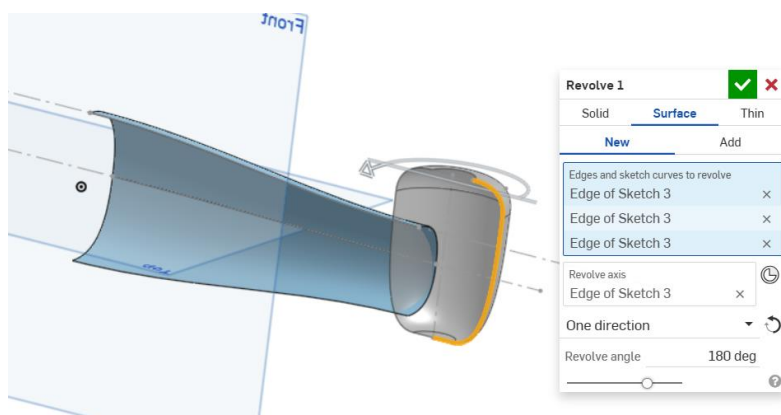 Front
Top
Revolve 1
Solid Surface Thin
New Add
Edges and sketch curves to revolve
Edge of Sketch 3
Edge of Sketch 3
Edge of Sketch 3
Revolve axis
Edge of Sketch 3
One direction
Revolve angle 180 deg